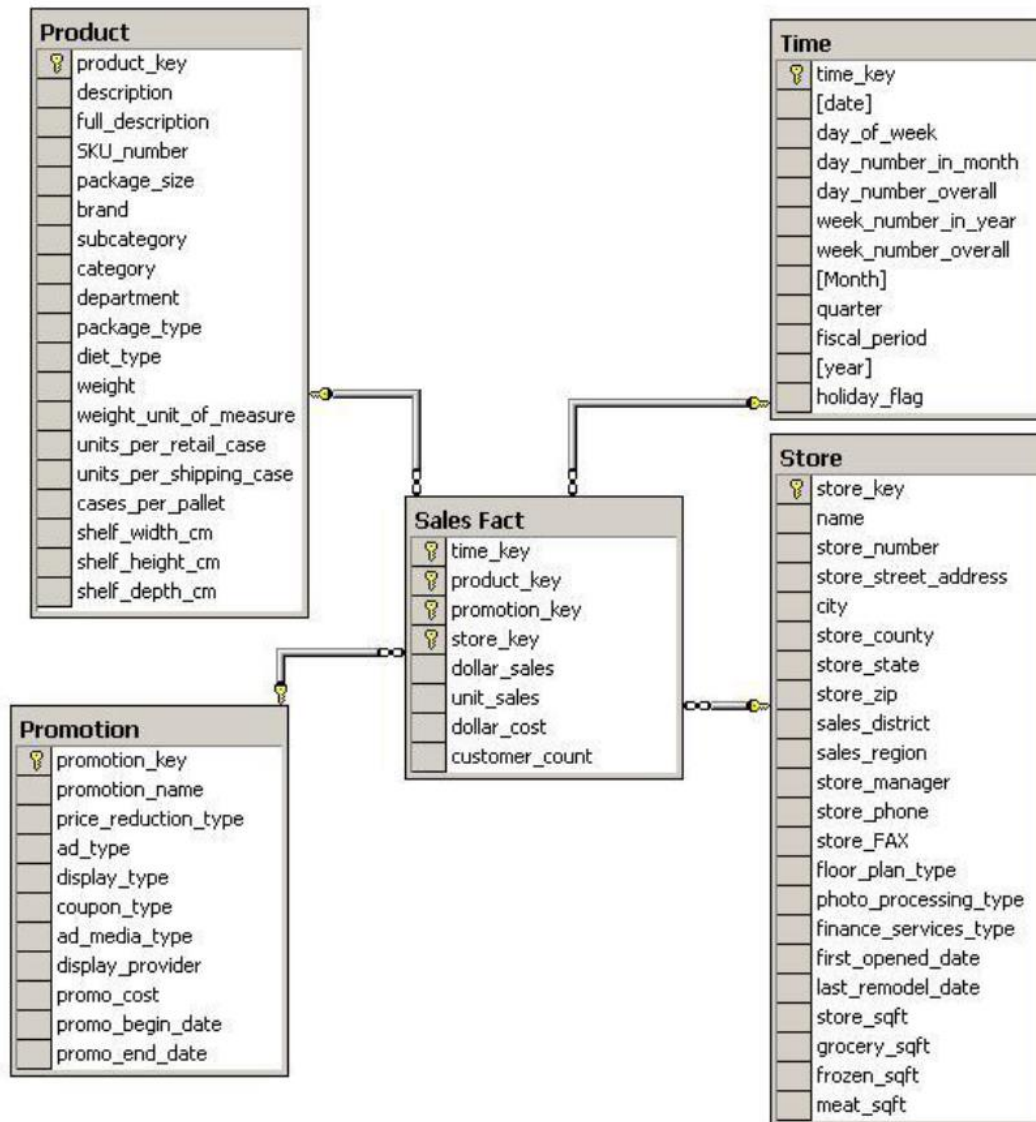 Product
product_key
description
full_description
SKU_number
package_size
brand
subcategory
category
department
package_type
diet_type
weight
weight_unit_of_measure
units_per_retail_case
units_per_shipping_case
cases_per_pallet
shelf_width_cm
shelf_height_cm
shelf_depth_cm
Time
time_key
[date]
day_of_week
day_number_in_month
day_number_overall
week_number_in_year
week_number_overall
[Month]
quarter
fiscal_period
[year]
holiday_flag
Sales Fact
time_key
product_key
promotion_key
store_key
dollar_sales
unit_sales
dollar_cost
customer_count
Store
store_key
name
store_number
store_street_address
city
store_county
store_state
store_zip
sales_district
sales_region
store_manager
store_phone
store_FAX
floor_plan_type
photo_processing_type
finance_services_type
first_opened_date
last_remodel_date
store_sqft
grocery_sqft
frozen_sqft
meat_sqft
Promotion
promotion_key
promotion_name
price_reduction_type
ad_type
display_type
coupon_type
ad_media_type
display_provider
promo_cost
promo_begin_date
promo_end_date